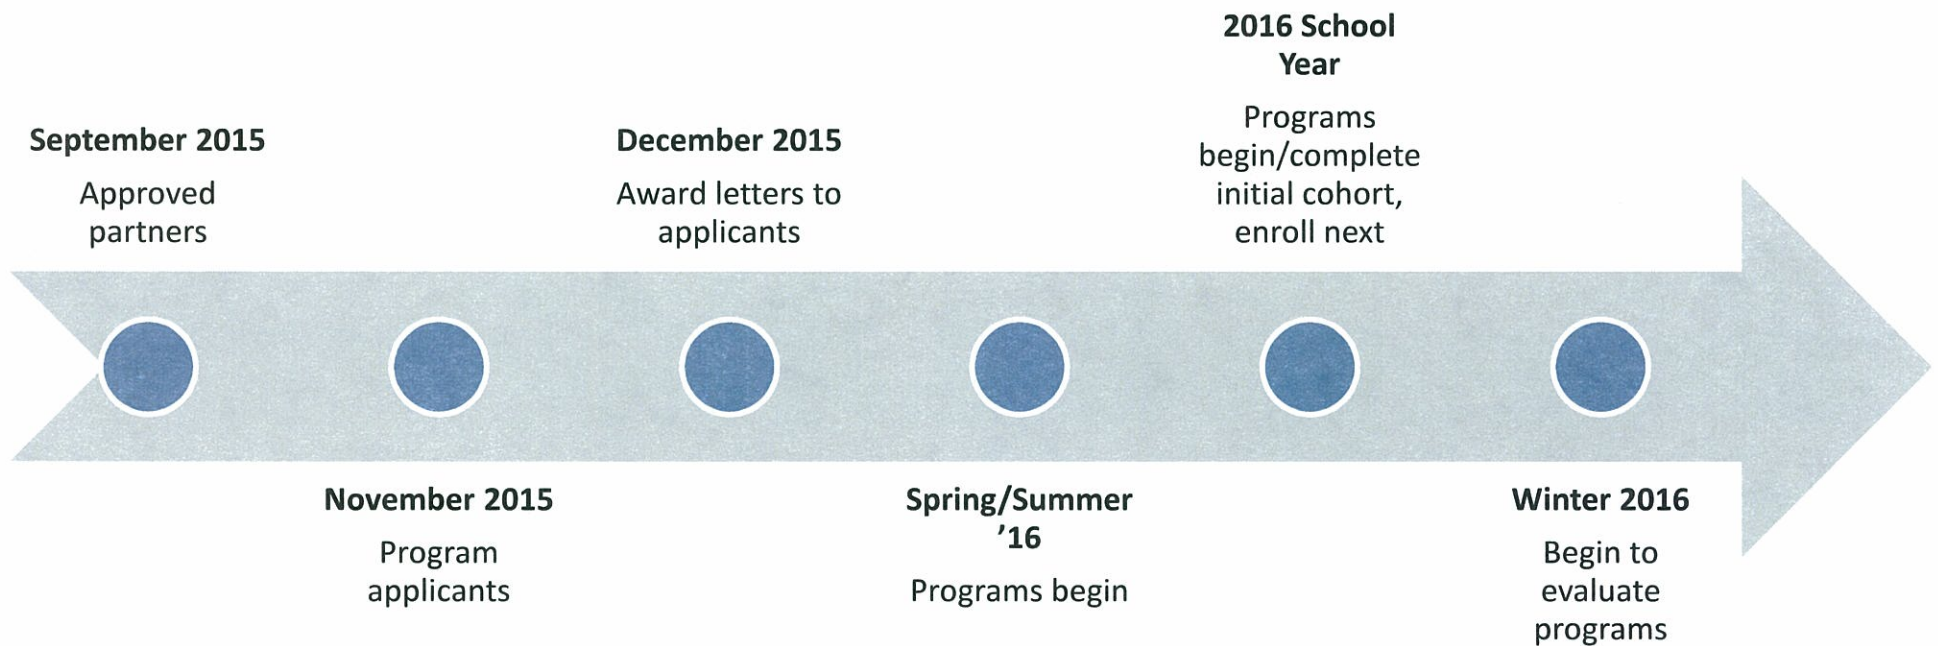 September 2015
Approved
partners
November 2015
Program
applicants
December 2015
Award letters to
applicants
Spring/Summer
’16
Programs begin
2016 School
Year
Programs
begin/complete
initial cohort,
enroll next
Winter 2016
Begin to
evaluate
programs